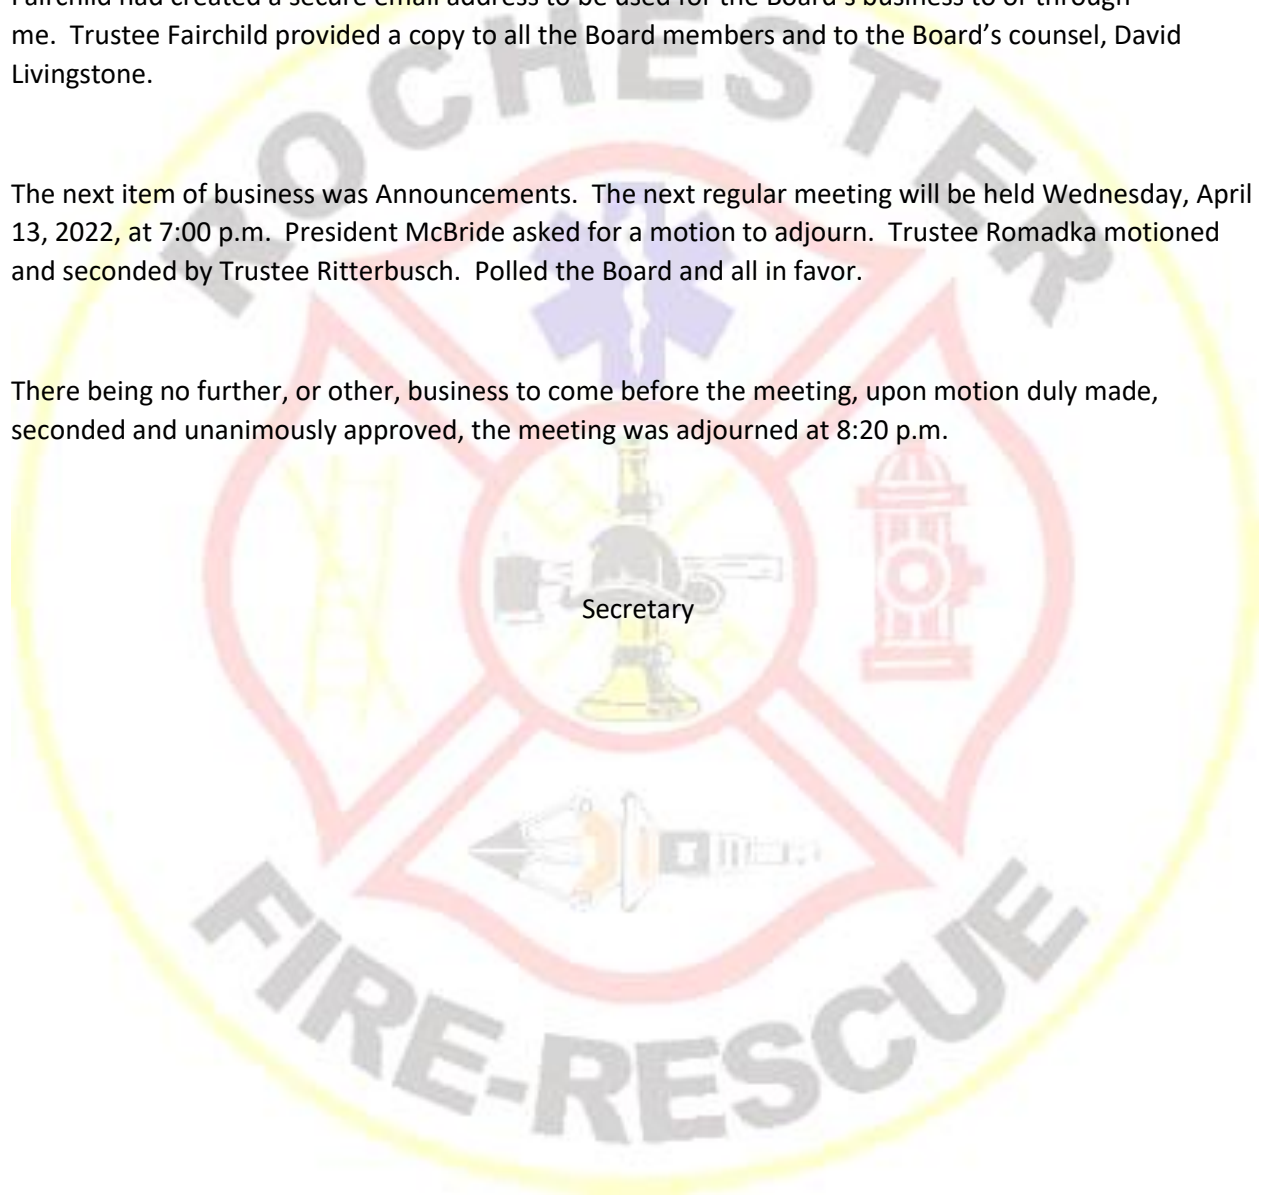 Fairchild had created a secure email address to be used for the Board's business to or through
me.  Trustee Fairchild provided a copy to all the Board members and to the Board's counsel, David
Livingstone.
The next item of business was Announcements.  The next regular meeting will be held Wednesday, April
13, 2022, at 7:00 p.m.  President McBride asked for a motion to adjourn.  Trustee Romadka motioned
and seconded by Trustee Ritterbusch.  Polled the Board and all in favor.
There being no further, or other, business to come before the meeting, upon motion duly made,
seconded and unanimously approved, the meeting was adjourned at 8:20 p.m.
Secretary
ROCHESTER
FIRE-RESCUE